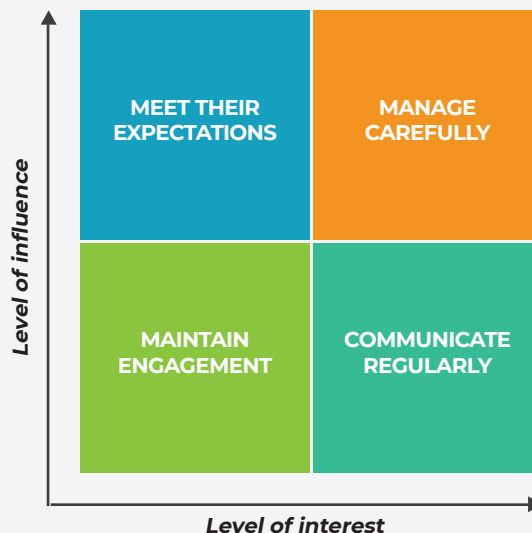 MEET THEIR
EXPECTATIONS
MANAGE
CAREFULLY
Level of influence
MAINTAIN
ENGAGEMENT
COMMUNICATE
REGULARLY
Level of interest